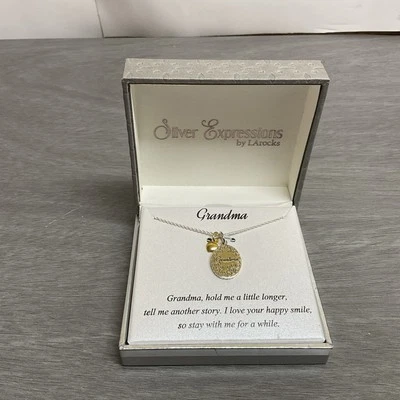 Silver Expressions
by LArocks
Grandma
Grandma, hold me a little longer,
tell me another story. I love your happy smile,
so stay with me for a while.